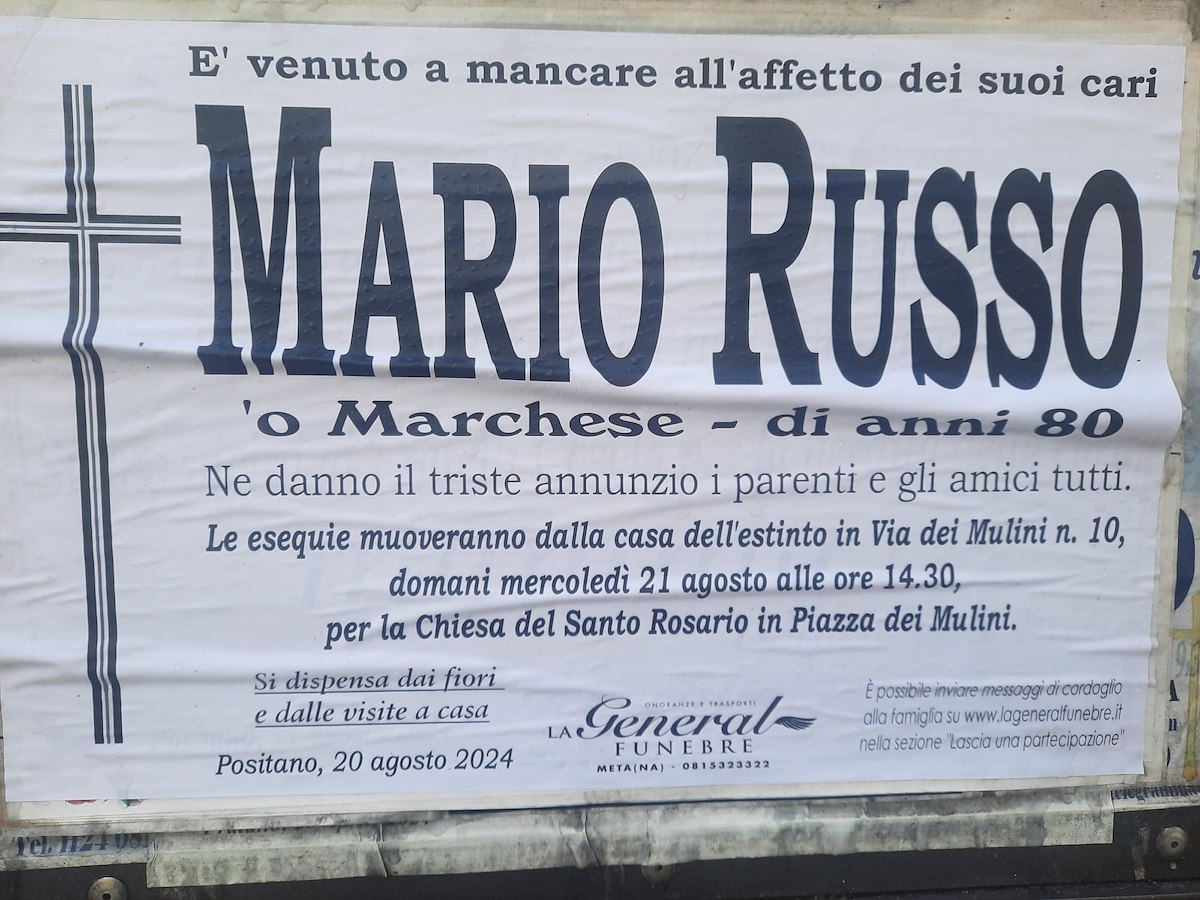 E' venuto a mancare all'affetto dei suoi cari
MARIO RUSSO
'o Marchese - di anni 80
Ne danno il triste annunzio i parenti e gli amici tutti.
Le esequie muoveranno dalla casa dell'estinto in Via dei Mulini n. 10,
domani mercoledì 21 agosto alle ore 14.30,
per la Chiesa del Santo Rosario in Piazza dei Mulini.
Si dispensa dai fiori
e dalle visite a casa
Positano, 20 agosto 2024
ONORANZE E TRASPORTI
LA General
FUNEBRE
META(NA) - 0815323322
È possibile inviare messaggi di cordoglio
alla famiglia su www.lageneralfunebre.it
nella sezione "Lascia una partecipazione"
Tel.